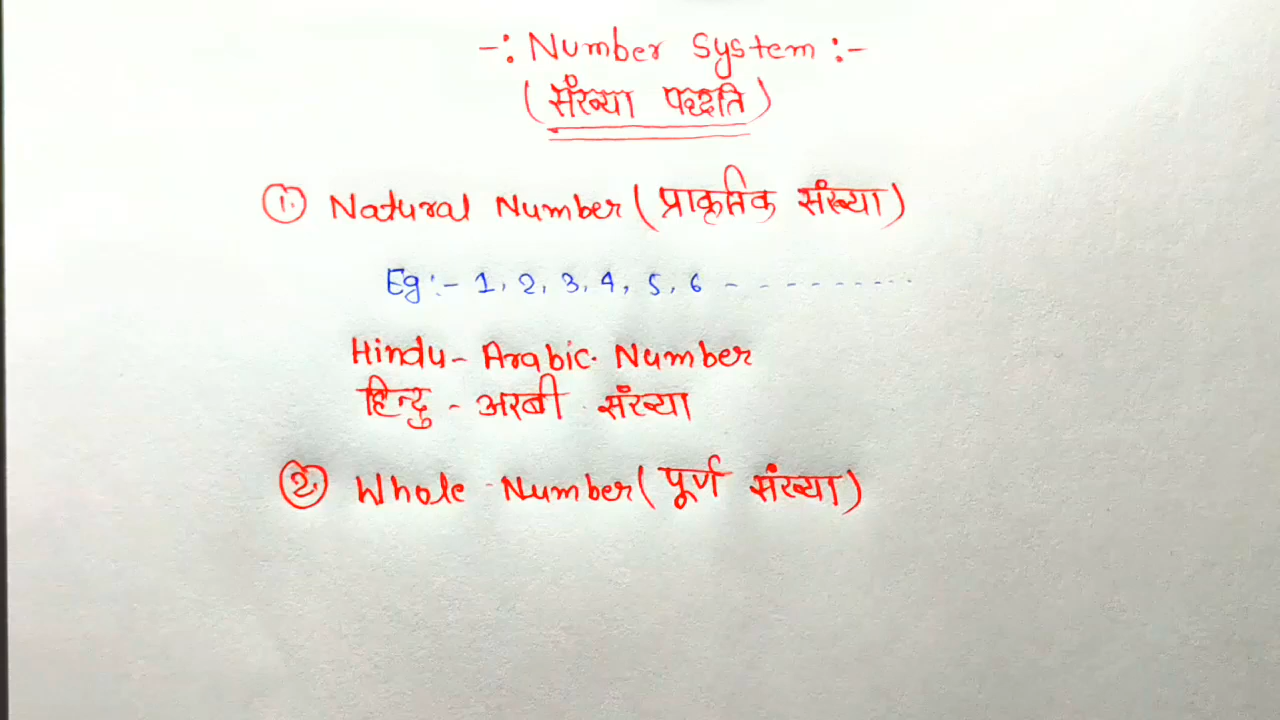 -: Number System :-
(संख्या पद्धति)
1. Natural Number (प्राकृतिक संख्या)
Eg:- 1, 2, 3, 4, 5, 6 - - - - - - - - - -
Hindu - Arabic Number
हिन्दु - अरबी संख्या
2. Whole Number (पूर्ण संख्या)